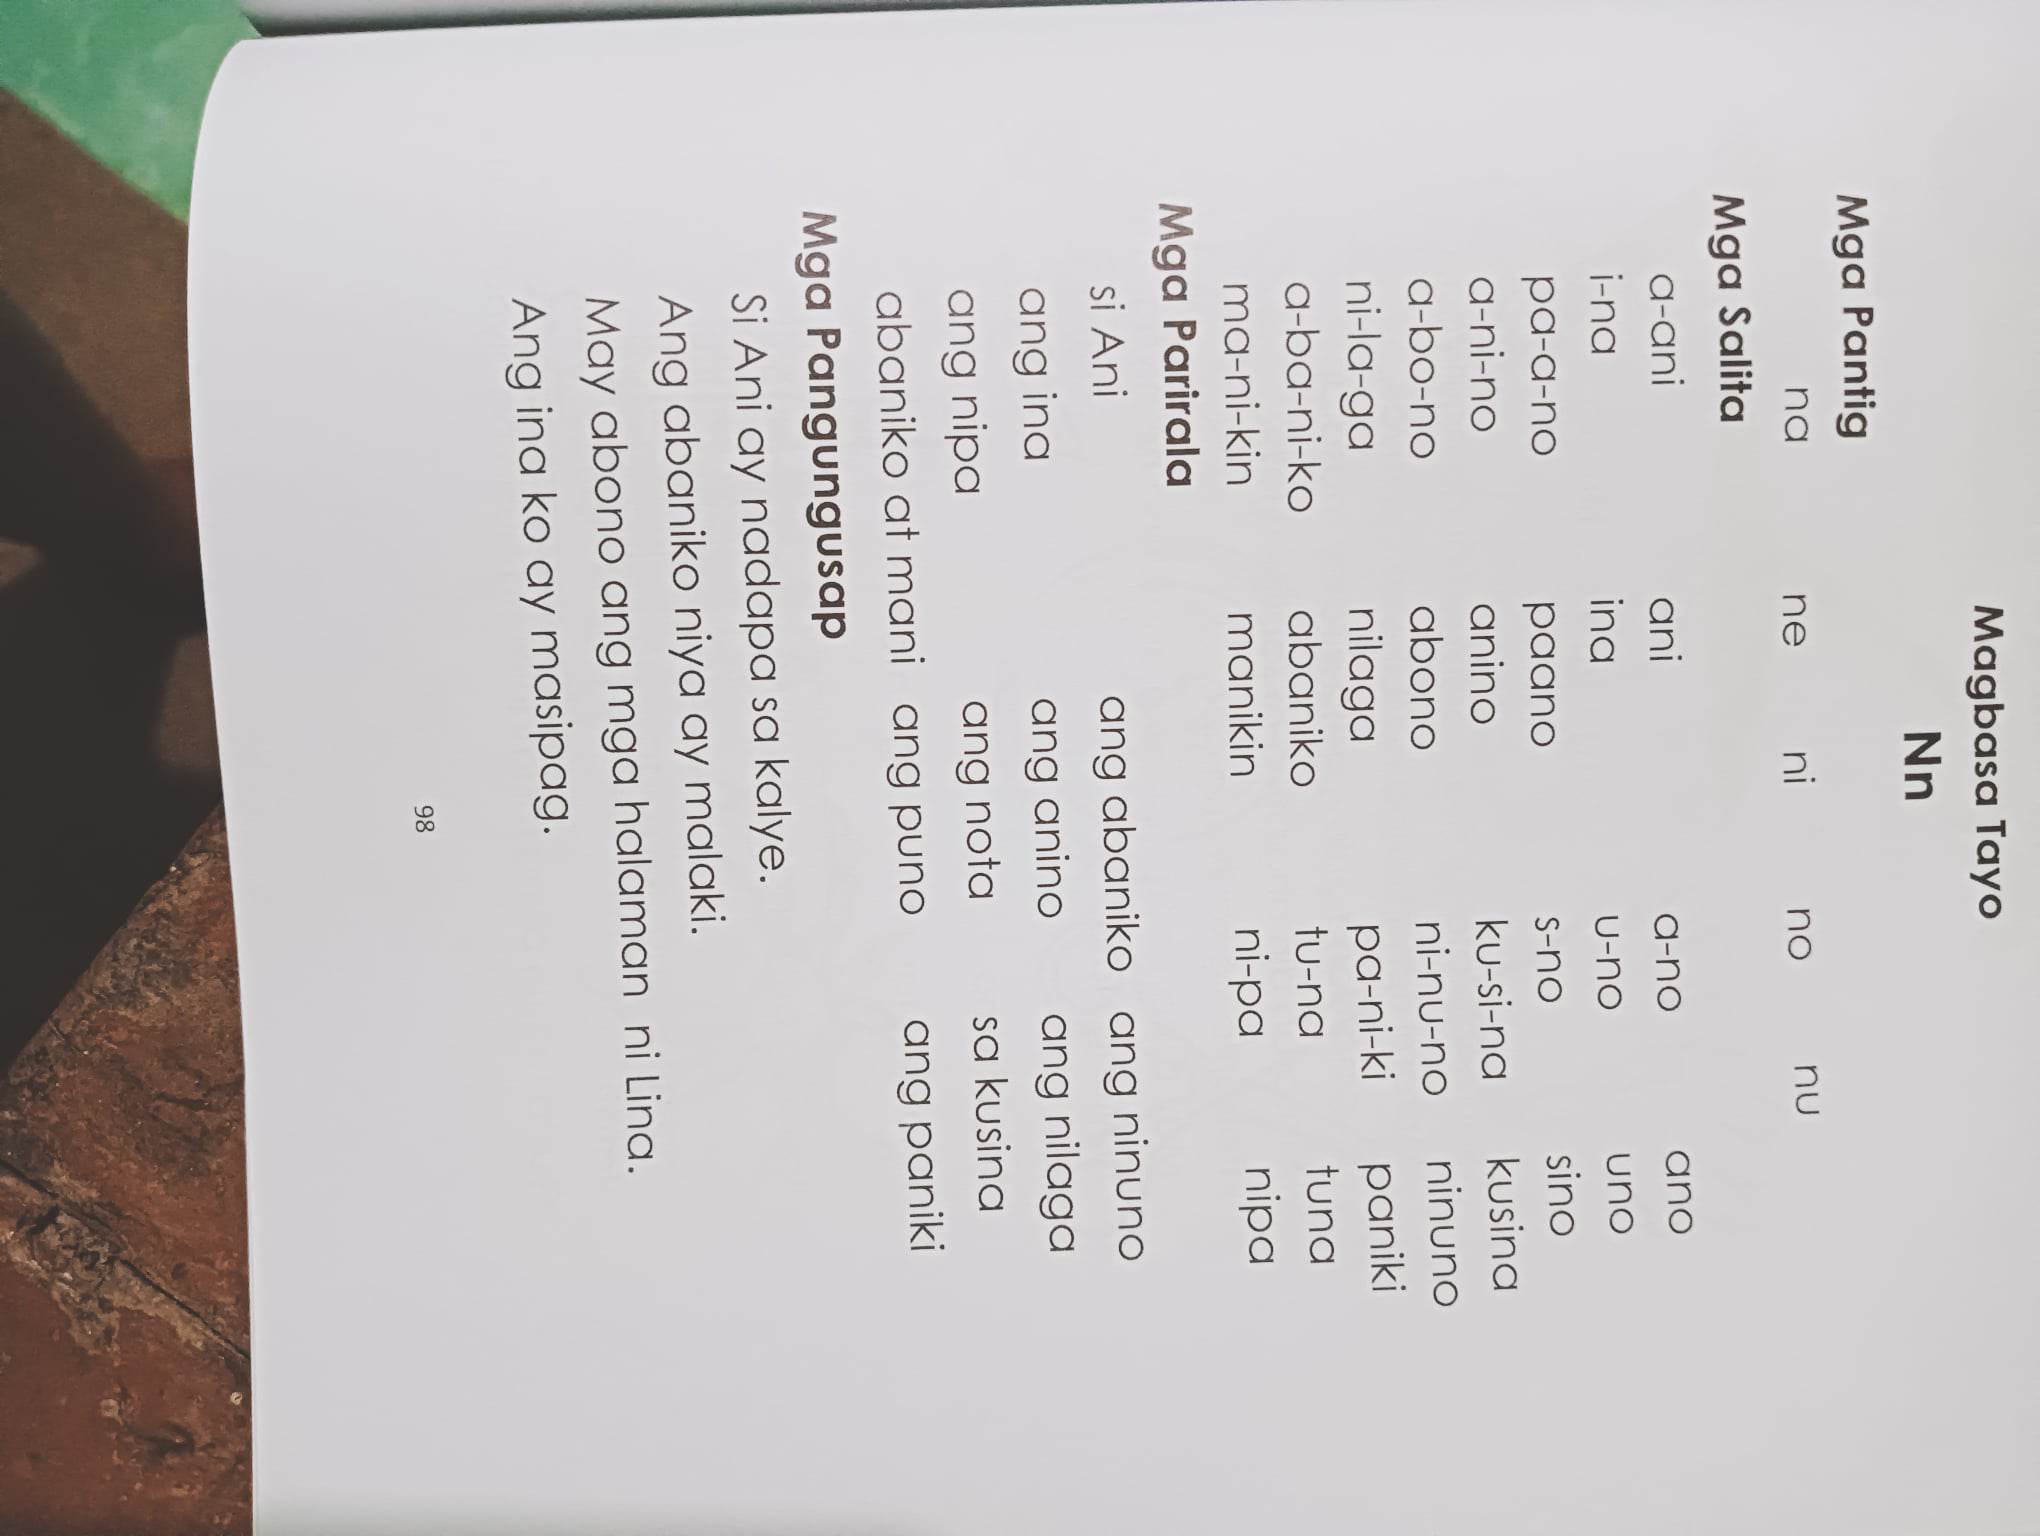 Magbasa Tayo
Nn
Mga Pantig
na ne ni no nu
Mga Salita
a-ani ani a-no ano
i-na ina u-no uno
pa-a-no paano s-no sino
a-ni-no anino ku-si-na kusina
a-bo-no abono ni-nu-no ninuno
ni-la-ga nilaga pa-ni-ki paniki
a-ba-ni-ko abaniko tu-na tuna
ma-ni-kin manikin ni-pa nipa
Mga Parirala
si Ani ang abaniko ang ninuno
ang ina ang anino ang nilaga
ang nipa ang nota sa kusina
abaniko at mani ang puno ang paniki
Mga Pangungusap
Si Ani ay nadapa sa kalye.
Ang abaniko niya ay malaki.
May abono ang mga halaman ni Lina.
Ang ina ko ay masipag.
98